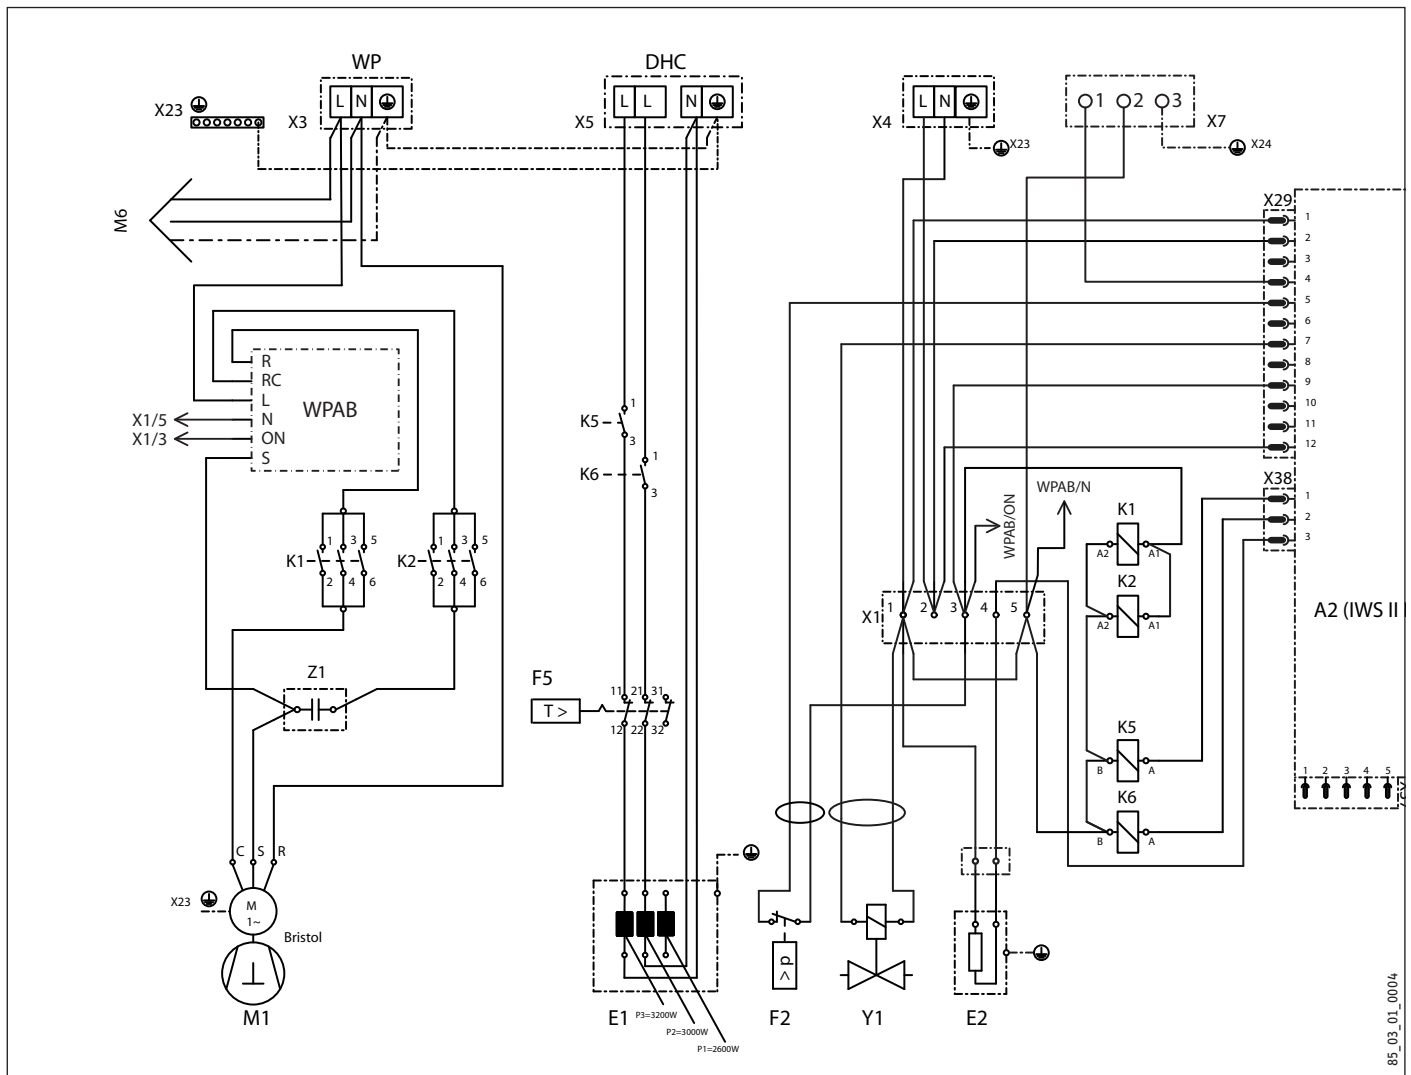 WP
DHC
X23
X3
L N
X5
L L N
X4
L N
X23
1 2 3
X7
X24
M6
X29
1
2
3
4
5
6
7
8
9
10
11
12
R
RC
L
N
ON
S
WPAB
X1/5
X1/3
K5
1
3
K6
1
3
X38
1
2
3
WPAB/ON
WPAB/N
K1
A2 A1
K2
A2 A1
K1
1 3 5
2 4 6
K2
1 3 5
2 4 6
X1
1 2 3 4 5
A2 (IWS II
Z1
F5
T >
11 21 31
12 22 32
K5
B A
K6
B A
1 2 3 4 5
C S R
X23
M
1~
Bristol
M1
E1
P3=3200W
P2=3000W
P1=2600W
p >
F2
Y1
E2
85_03_01_0004